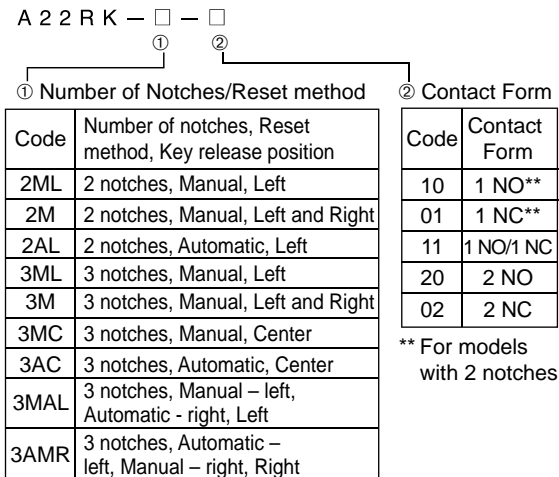 A 2 2 R K – □ – □
① ②
① Number of Notches/Reset method
Code Number of notches, Reset
method, Key release position
2ML 2 notches, Manual, Left
2M 2 notches, Manual, Left and Right
2AL 2 notches, Automatic, Left
3ML 3 notches, Manual, Left
3M 3 notches, Manual, Left and Right
3MC 3 notches, Manual, Center
3AC 3 notches, Automatic, Center
3MAL 3 notches, Manual – left,
Automatic - right, Left
3AMR 3 notches, Automatic –
left, Manual – right, Right
② Contact Form
Code Contact
Form
10 1 NO**
01 1 NC**
11 1 NO/1 NC
20 2 NO
02 2 NC
** For models
with 2 notches